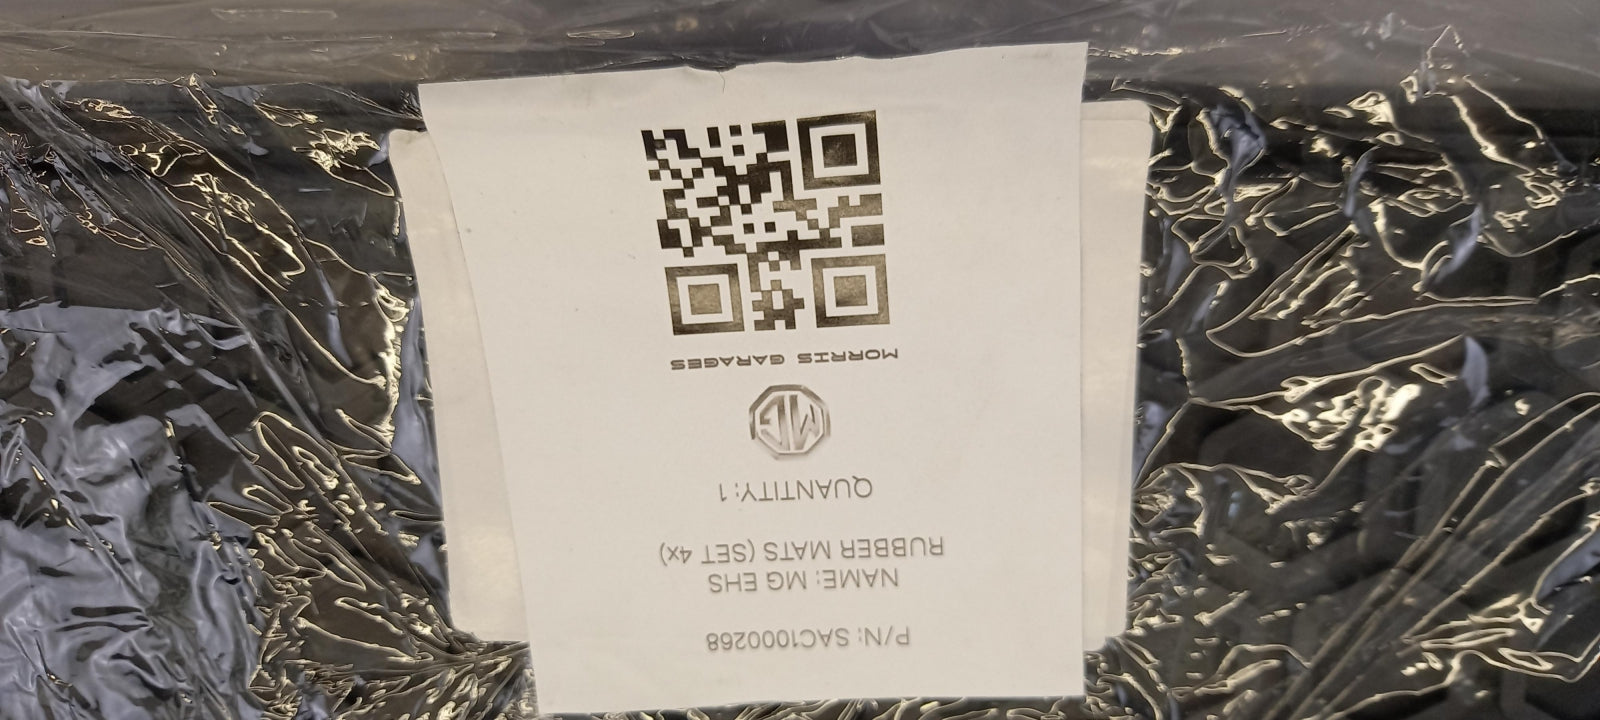 P/N: SAC1000268
NAME: MG EHS
RUBBER MATS (SET 4x)
QUANTITY: 1
MG
MORRIS GARAGES